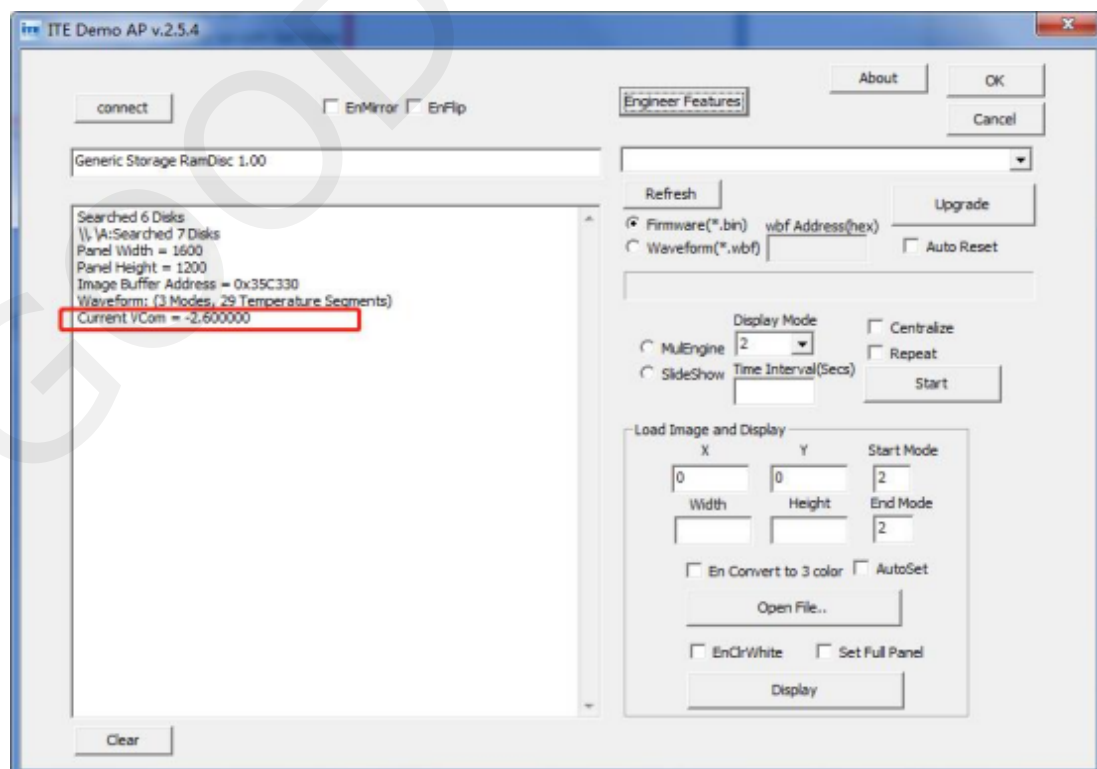 ITE Demo AP v.2.5.4
connect
EnMirror EnFlip
Engineer Features
About
OK
Cancel
Generic Storage RamDisc 1.00
Searched 6 Disks
\\. \A:Searched 7 Disks
Panel Width = 1600
Panel Height = 1200
Image Buffer Address = 0x35C330
Waveform: (3 Modes, 29 Temperature Segments)
Current VCom = -2.600000
Clear
Refresh
Upgrade
Firmware(*.bin) wbf Address(hex)
Waveform(*.wbf)
Auto Reset
Display Mode
MulEngine 2
SlideShow Time Interval(Secs)
Centralize
Repeat
Start
Load Image and Display
X Y Start Mode
0 0 2
Width Height End Mode
2
En Convert to 3 color AutoSet
Open File..
EnClrWhite Set Full Panel
Display